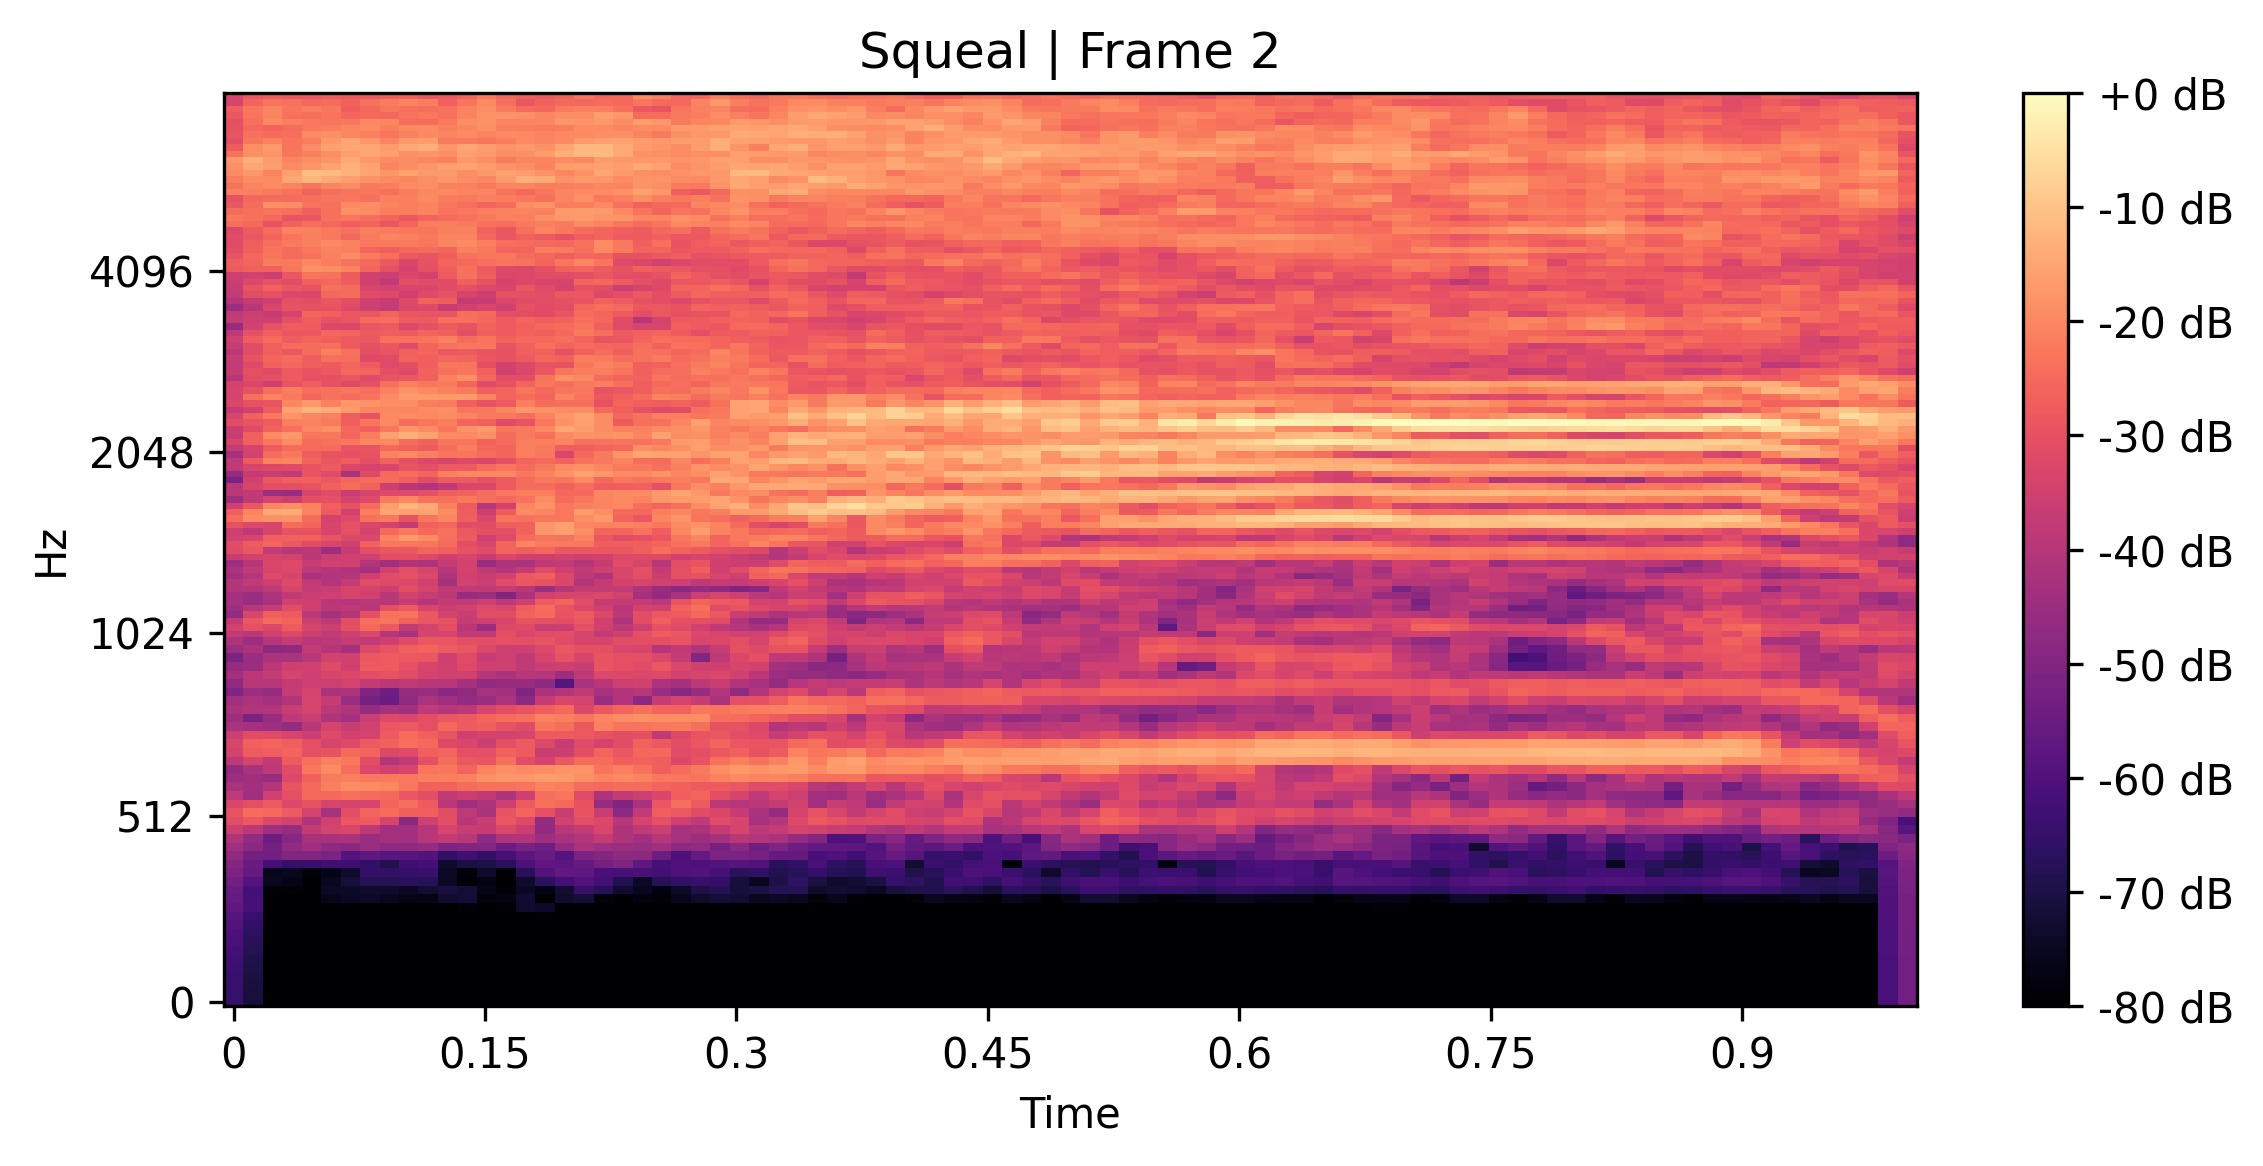 Squeal | Frame 2
+0 dB
-10 dB
-20 dB
-30 dB
-40 dB
-50 dB
-60 dB
-70 dB
-80 dB
4096
2048
1024
512
0
Hz
0 0.15 0.3 0.45 0.6 0.75 0.9
Time